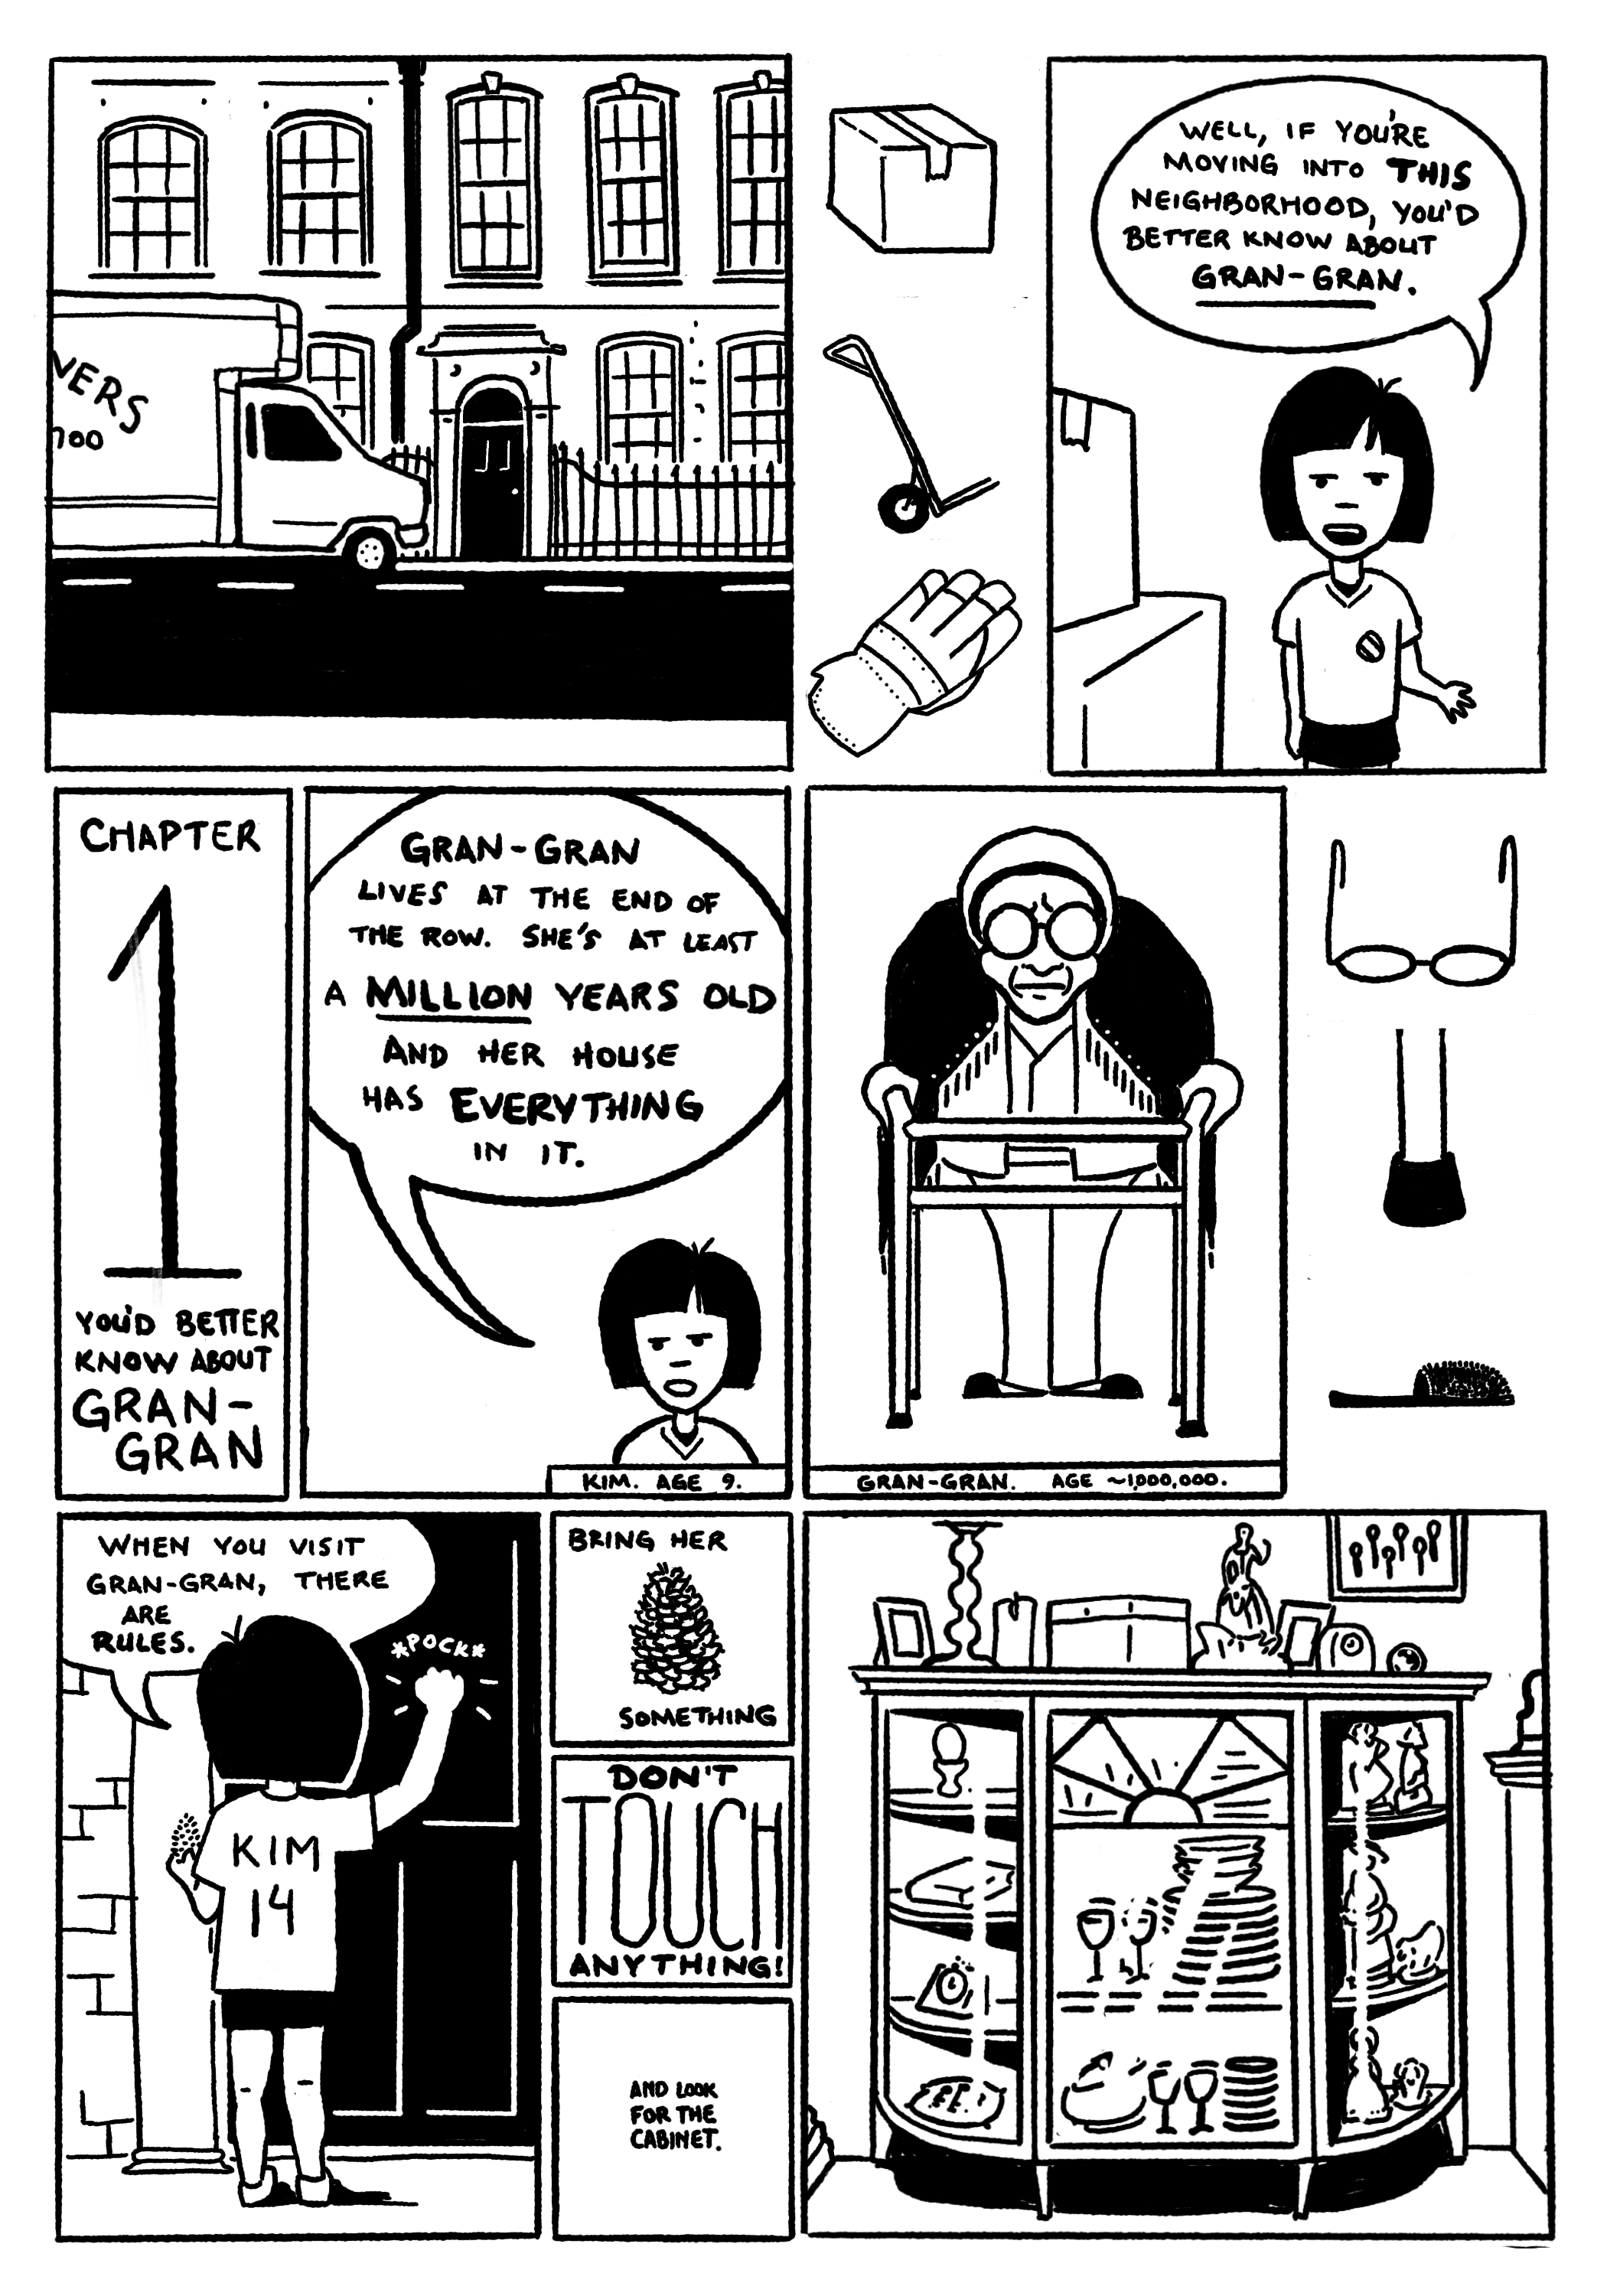 VERS
700
WELL, IF YOU'RE
MOVING INTO THIS
NEIGHBORHOOD, YOU'D
BETTER KNOW ABOUT
GRAN-GRAN.
CHAPTER
1
YOU'D BETTER
KNOW ABOUT
GRAN-
GRAN
GRAN-GRAN
LIVES AT THE END OF
THE ROW. SHE'S AT LEAST
A MILLION YEARS OLD
AND HER HOUSE
HAS EVERYTHING
IN IT.
KIM. AGE 9.
GRAN-GRAN. AGE ~1,000,000.
WHEN YOU VISIT
GRAN-GRAN, THERE
ARE
RULES.
*POCK*
KIM
14
BRING HER
SOMETHING
DON'T
TOUCH
ANYTHING!
AND LOOK
FOR THE
CABINET.